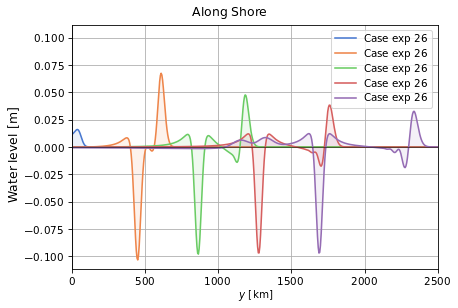 Along Shore
Water level [m]
0.100
0.075
0.050
0.025
0.000
−0.025
−0.050
−0.075
−0.100
Case exp 26
Case exp 26
Case exp 26
Case exp 26
Case exp 26
0 500 1000 1500 2000 2500
y [km]